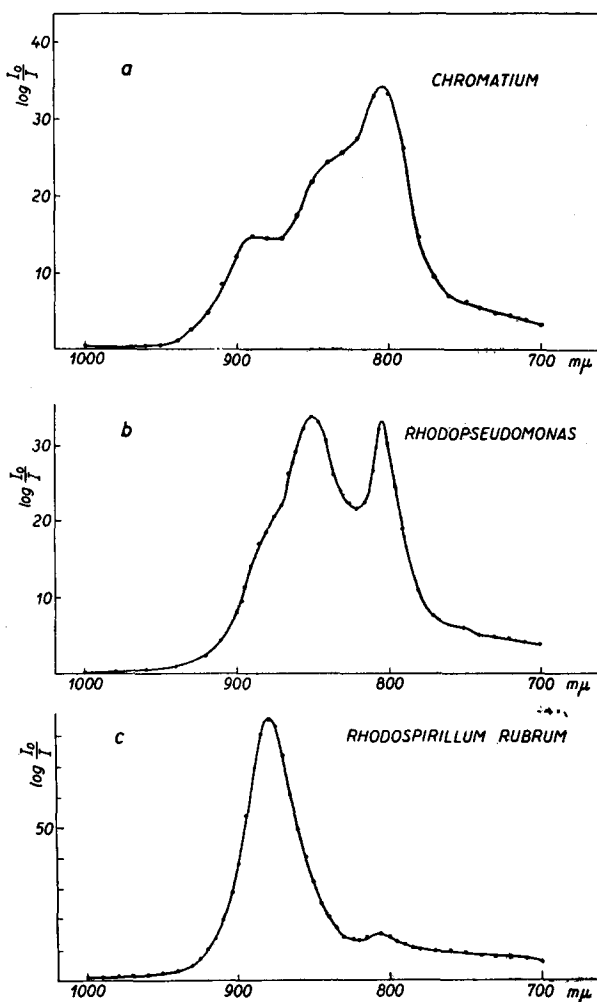 40
a
CHROMATIUM
log I₀/I
30
20
10
1000 900 800 700 mμ
b
RHODOPSEUDOMONAS
30
log I₀/I
20
10
1000 900 800 700 mμ
c
RHODOSPIRILLUM RUBRUM
log I₀/I
50
1000 900 800 700 mμ